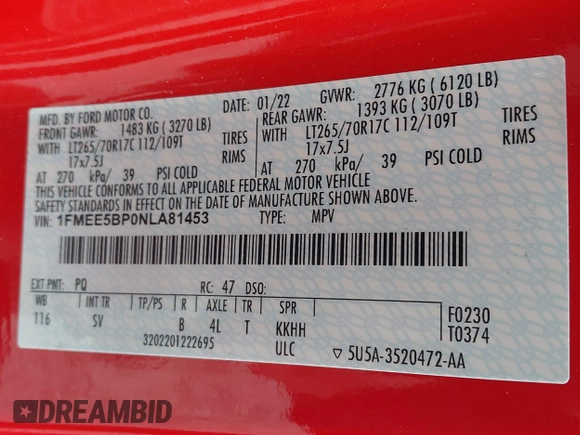 MFD. BY FORD MOTOR CO.
DATE: 01/22 GVWR: 2776 KG ( 6120 LB)
FRONT GAWR: 1483 KG ( 3270 LB) REAR GAWR: 1393 KG ( 3070 LB)
WITH LT265/70R17C 112/109T TIRES WITH LT265/70R17C 112/109T TIRES
17x7.5J RIMS 17x7.5J RIMS
AT 270 kPa/ 39 PSI COLD AT 270 kPa/ 39 PSI COLD
THIS VEHICLE CONFORMS TO ALL APPLICABLE FEDERAL MOTOR VEHICLE
SAFETY STANDARDS IN EFFECT ON THE DATE OF MANUFACTURE SHOWN ABOVE.
VIN: 1FMEE5BP0NLA81453 TYPE: MPV
EXT PNT: PQ RC: 47 DSO:
WB INT TR TP/PS R AXLE TR SPR F0230
116 SV B 4L T KKHH T0374
3202201222695 ULC ▽ 5U5A-3520472-AA
DREAMBID